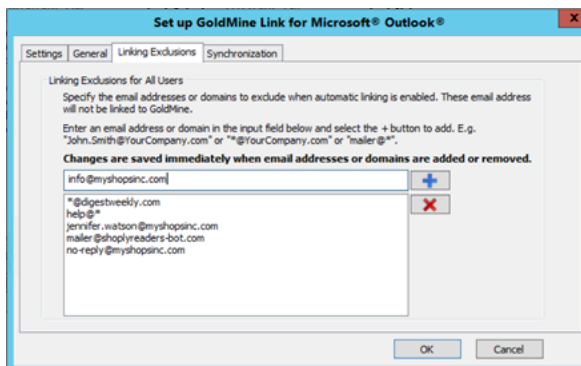 Set up GoldMine Link for Microsoft® Outlook®
x
Settings General Linking Exclusions Synchronization
Linking Exclusions for All Users
Specify the email addresses or domains to exclude when automatic linking is enabled. These email address
will not be linked to GoldMine.
Enter an email address or domain in the input field below and select the + button to add. E.g.
"John.Smith@YourCompany.com" or "*@YourCompany.com" or "mailer@*".
Changes are saved immediately when email addresses or domains are added or removed.
info@myshopsinc.com
*@digestweekly.com
help@*
jennifer.watson@myshopsinc.com
mailer@shoplyreaders-bot.com
no-reply@myshopsinc.com
OK Cancel